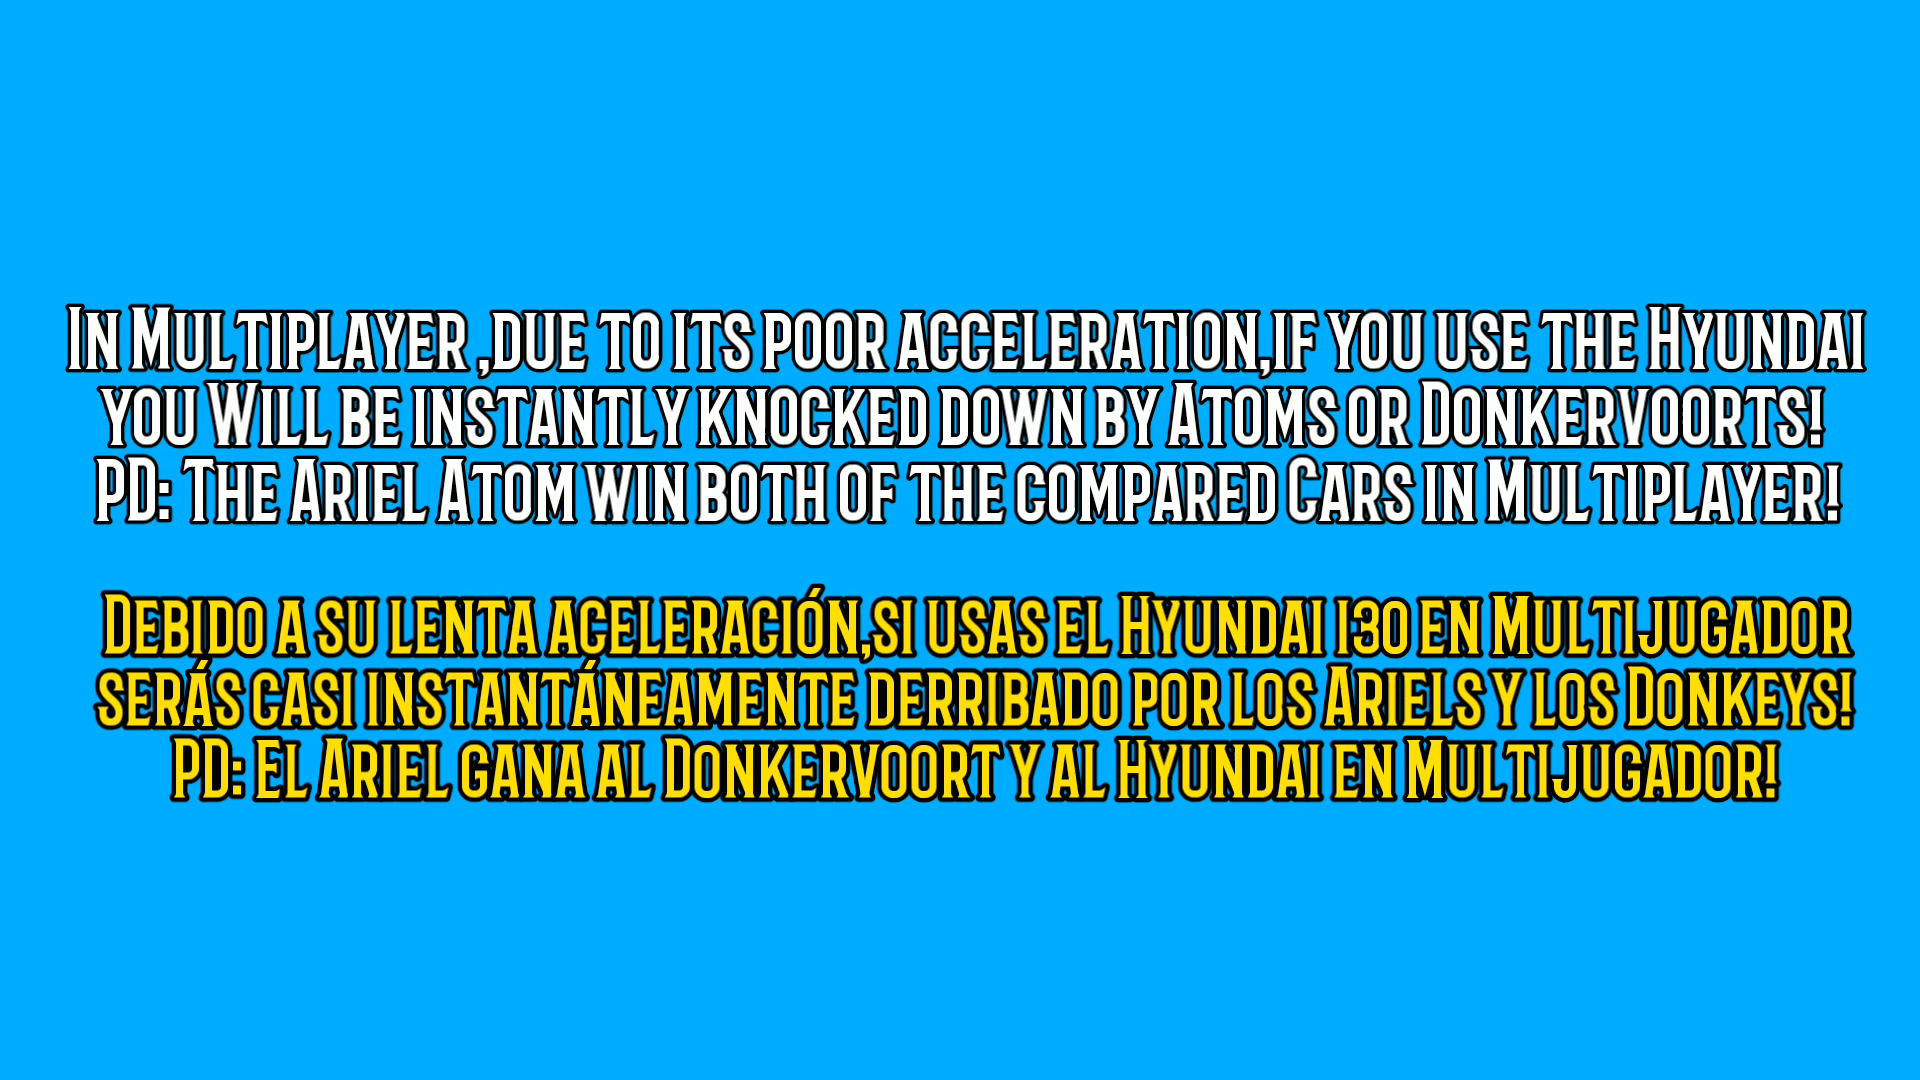 In Multiplayer ,due to its poor acceleration,if you use the Hyundai
you Will be instantly knocked down by Atoms or Donkervoorts!
PD: The Ariel Atom win both of the compared Cars in Multiplayer!
Debido a su lenta aceleración,si usas el Hyundai i30 en Multijugador
serás casi instantáneamente derribado por los Ariels y los Donkeys!
PD: El Ariel gana al Donkervoort y al Hyundai en Multijugador!